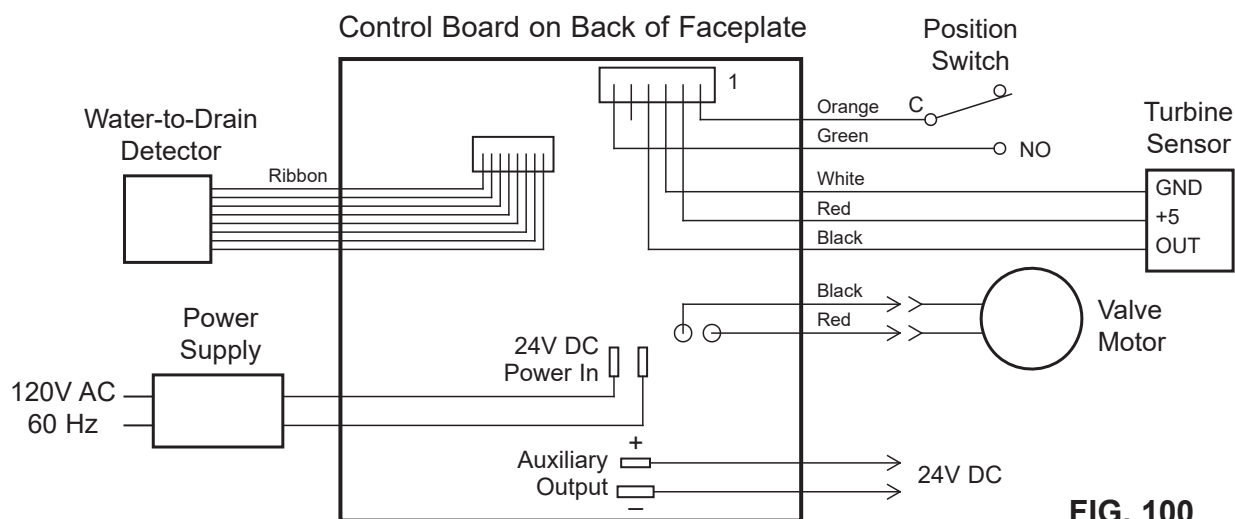 Control Board on Back of Faceplate
Position
Switch
1
Orange
C
Water-to-Drain
Detector
Turbine
Sensor
Green
NO
Ribbon
White
GND
Red
+5
Black
OUT
Black
Valve
Motor
Red
Power
Supply
24V DC
Power In
120V AC
60 Hz
+
Auxiliary
Output
–
24V DC
FIG. 100